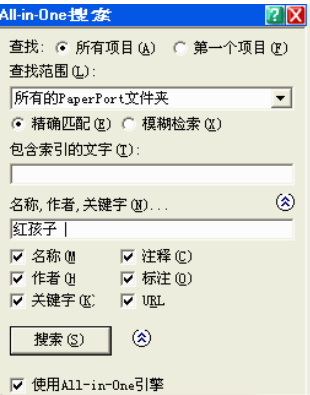 All-in-One搜索
查找: 所有项目(A) 第一个项目(F)
查找范围(L):
所有的PaperPort文件夹
精确匹配(E) 模糊检索(X)
包含索引的文字(T):
名称,作者,关键字(N)...
红孩子
名称(M 注释(C)
作者(H 标注(O)
关键字(K) URL
搜索(S)
使用All-in-One引擎